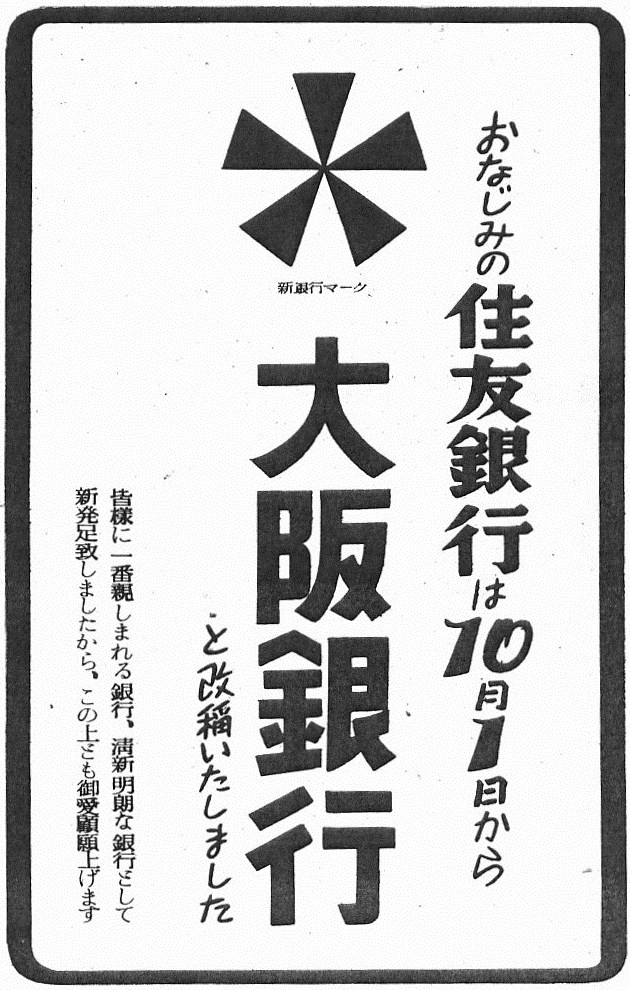 おなじみの住友銀行は10月1日から
新銀行マーク
大阪銀行
と改稱いたしました
皆様に一番親しまれる銀行、清新明朗な銀行として
新発足致しましたから、この上とも御愛顧願上げます